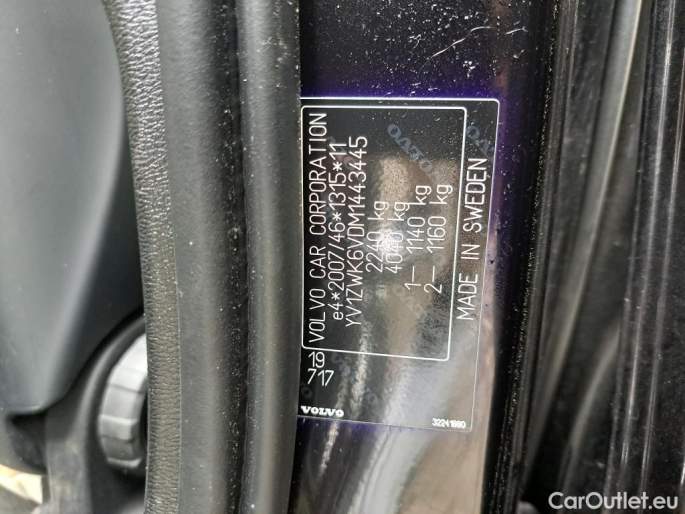 VOLVO CAR CORPORATION
e4*2007/46*1315*11
YV1ZWK6VDM1443445
2240 kg
4040 kg
1- 1140 kg
2- 1160 kg
MADE IN SWEDEN
19
717
VOLVO
CarOutlet.eu